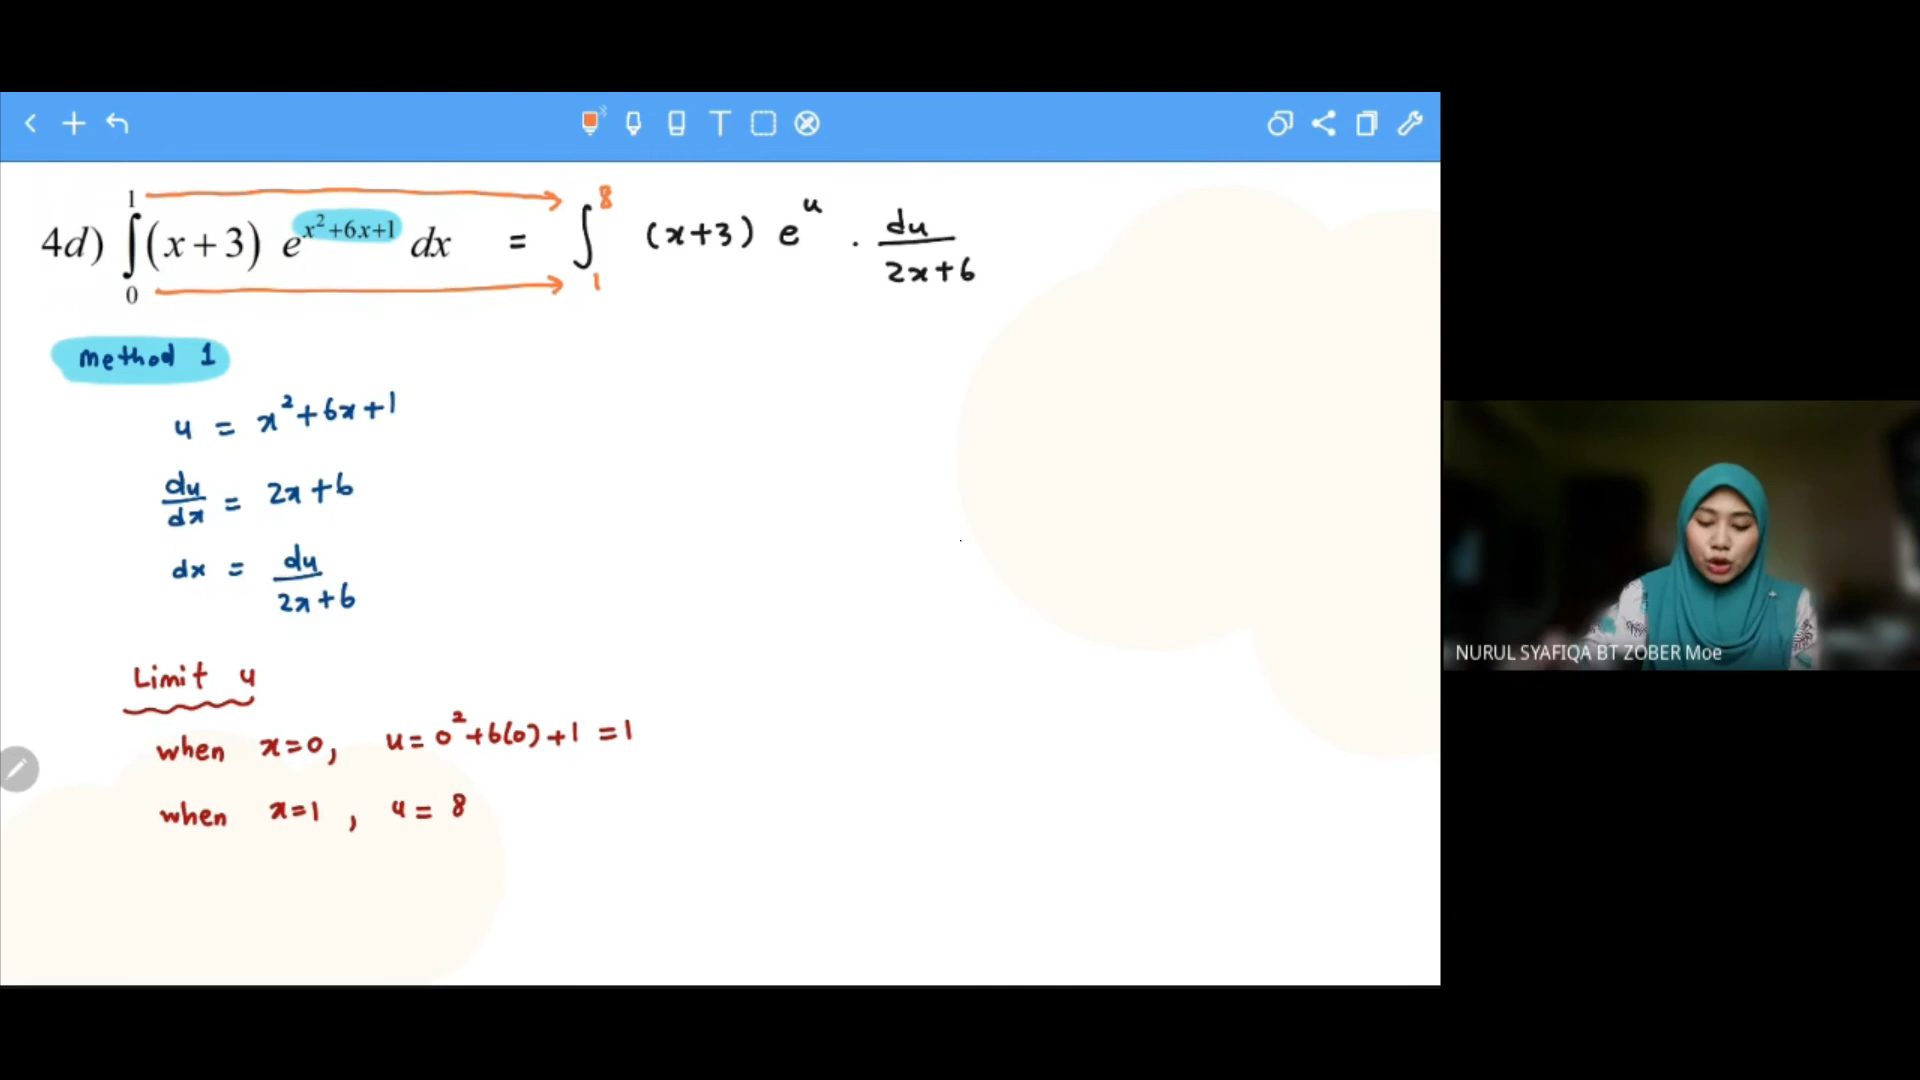 4d) ∫₀¹ (x+3) e^(x²+6x+1) dx = ∫₁⁸ (x+3) e^u · du/(2x+6)
method 1
u = x²+6x+1
du/dx = 2x+6
dx = du/(2x+6)
Limit u
when x=0, u=0²+6(0)+1 =1
when x=1, u= 8
NURUL SYAFIQA BT ZOBER Moe